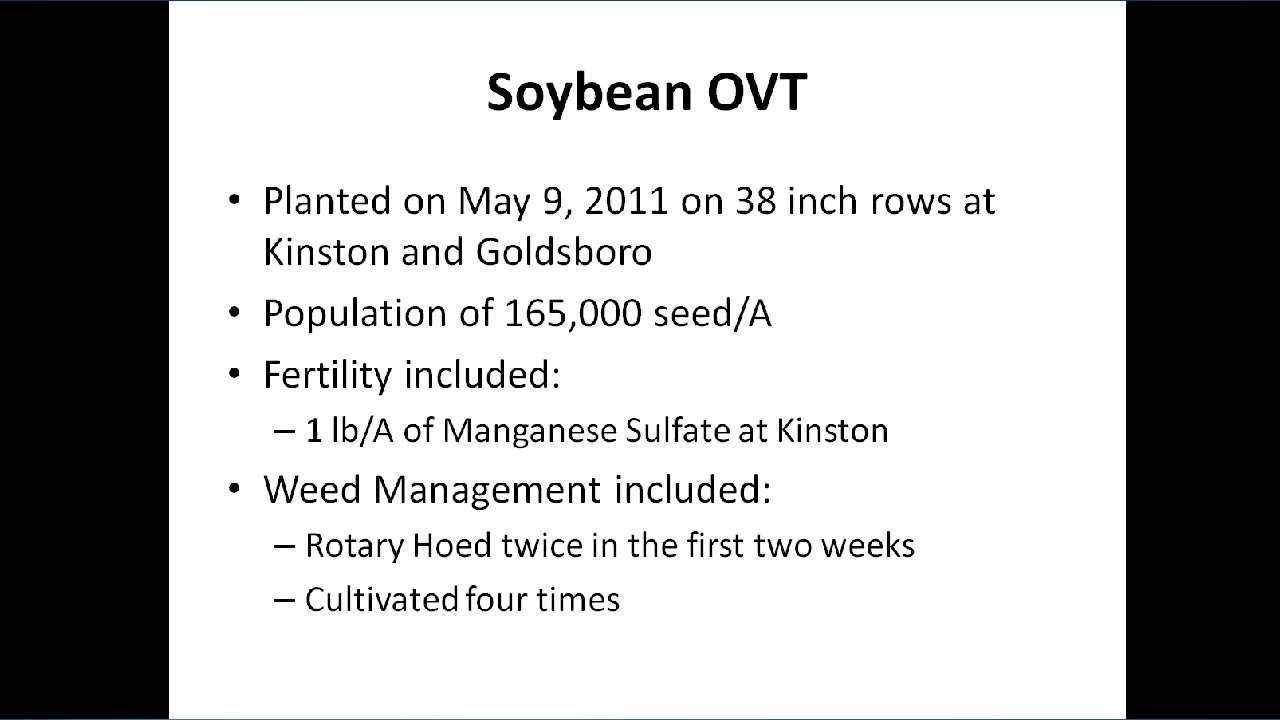 Soybean OVT
• Planted on May 9, 2011 on 38 inch rows at
Kinston and Goldsboro
• Population of 165,000 seed/A
• Fertility included:
– 1 lb/A of Manganese Sulfate at Kinston
• Weed Management included:
– Rotary Hoed twice in the first two weeks
– Cultivated four times